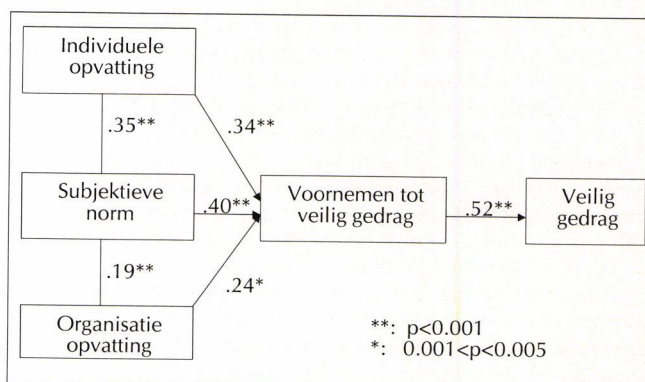 Individuele
opvatting
.35**
.34**
Subjektieve
norm
.40**
Voornemen tot
veilig gedrag
.52**
Veilig
gedrag
.19**
.24*
Organisatie
opvatting
**: p<0.001
*: 0.001<p<0.005